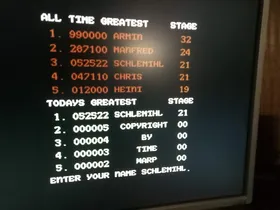 ALL TIME GREATEST STAGE
1. 990000 ARMIN 32
2. 287100 MANFRED 24
3. 052522 SCHLEMIHL 21
4. 047110 CHRIS 21
5. 012000 HEINI 19
TODAYS GREATEST STAGE
1. 052522 SCHLEMIHL 21
2. 000005 COPYRIGHT 00
3. 000004 BY 00
4. 000003 TIME 00
5. 000002 WARP 00
ENTER YOUR NAME SCHLEMIHL.